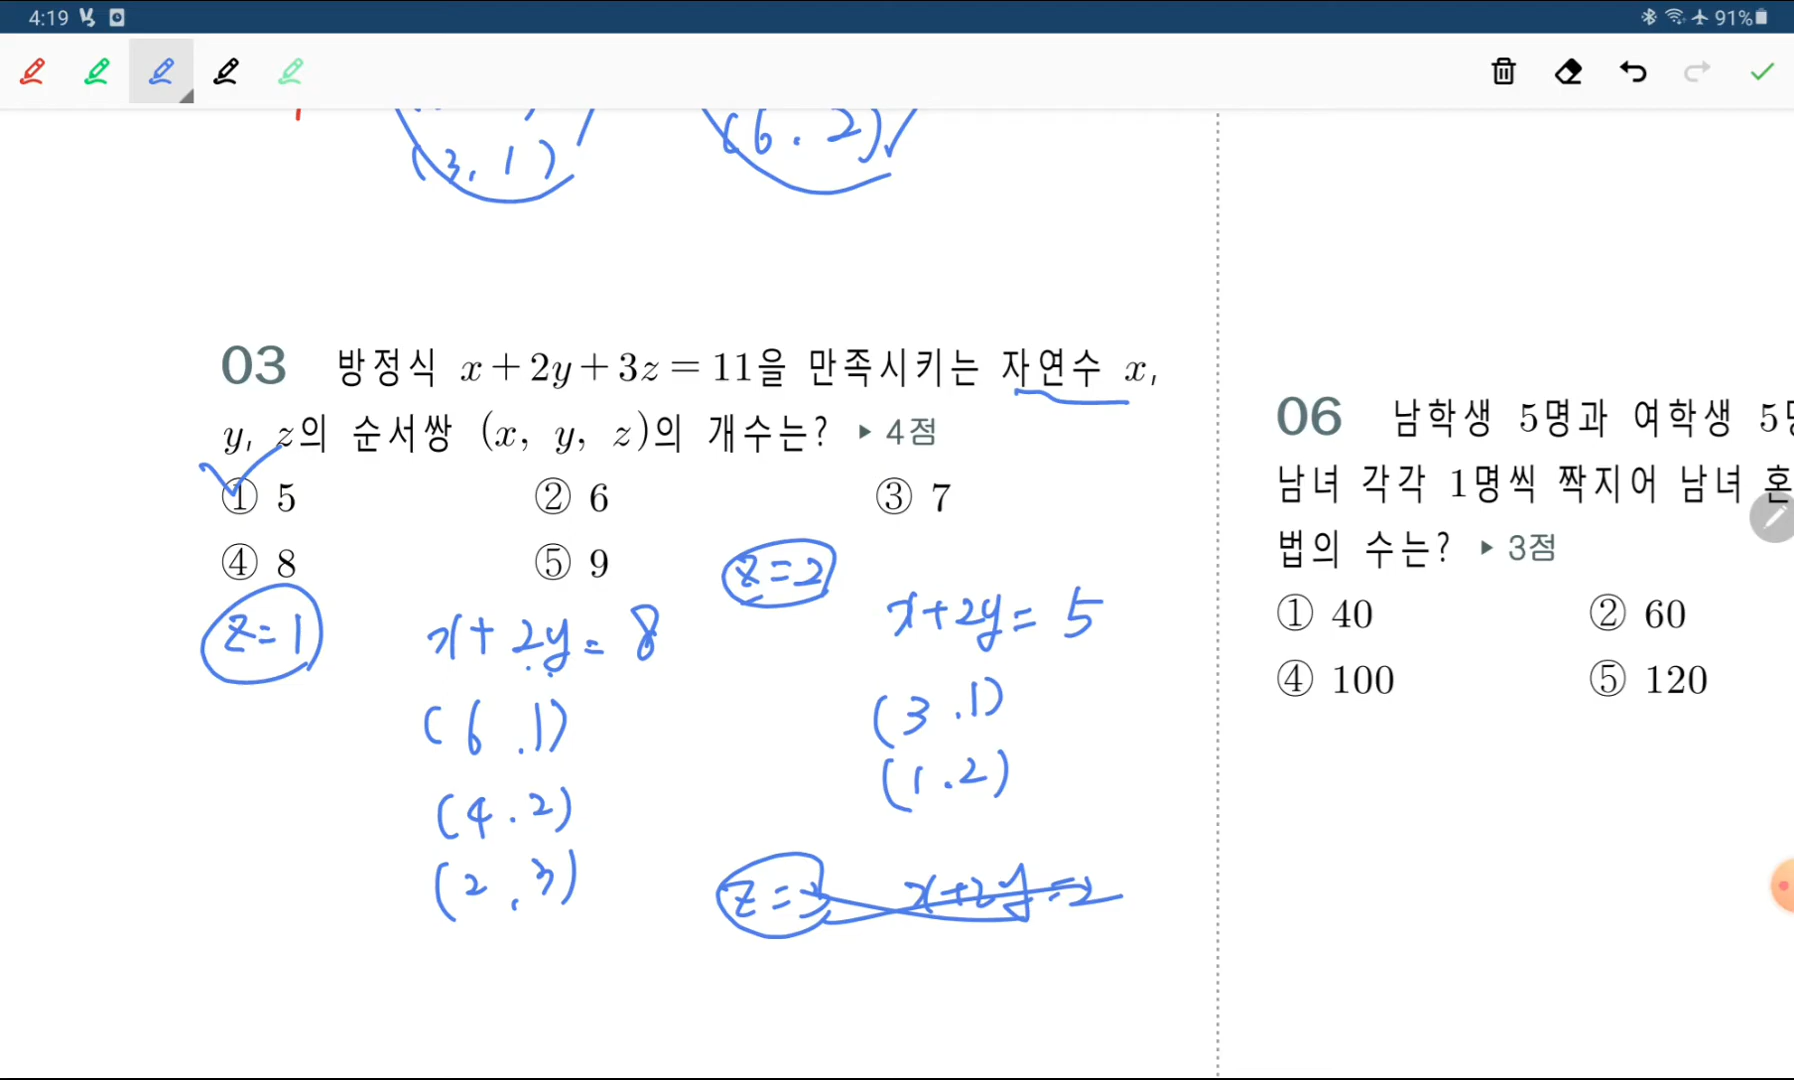 4:19
91%
(3, 1)
(6. 2)
03 방정식 x+2y+3z=11을 만족시키는 자연수 x,
y, z의 순서쌍 (x, y, z)의 개수는? ▶ 4점
① 5 ② 6 ③ 7
④ 8 ⑤ 9
z=1
x+2y=8
(6.1)
(4.2)
(2,3)
z=2
x+2y=5
(3.1)
(1.2)
z=3 x+2y=2
06 남학생 5명과 여학생 5명
남녀 각각 1명씩 짝지어 남녀 혼
법의 수는? ▶ 3점
① 40 ② 60
④ 100 ⑤ 120